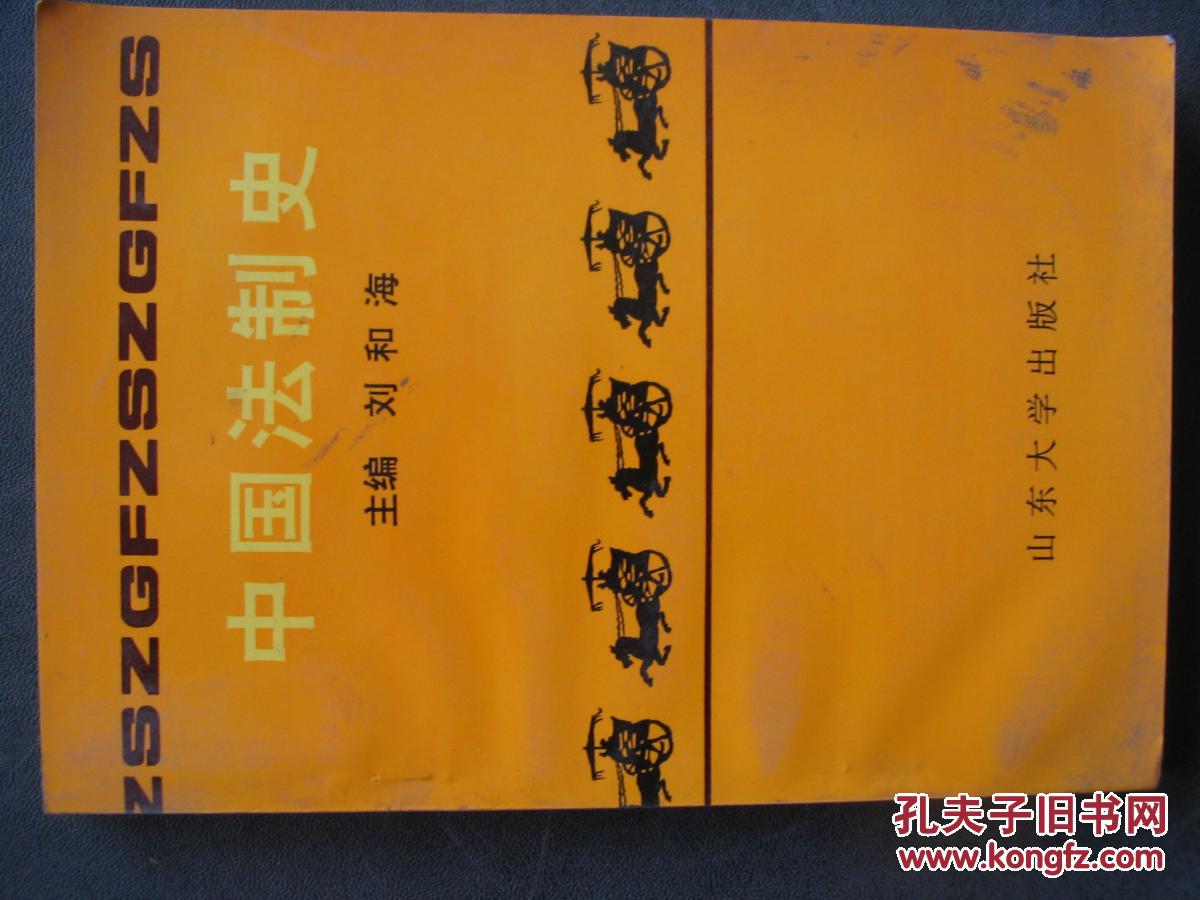 ZSZGFZSZGFZS
中国法制史
主编 刘和海
山东大学出版社
孔夫子旧书网
www.kongfz.com